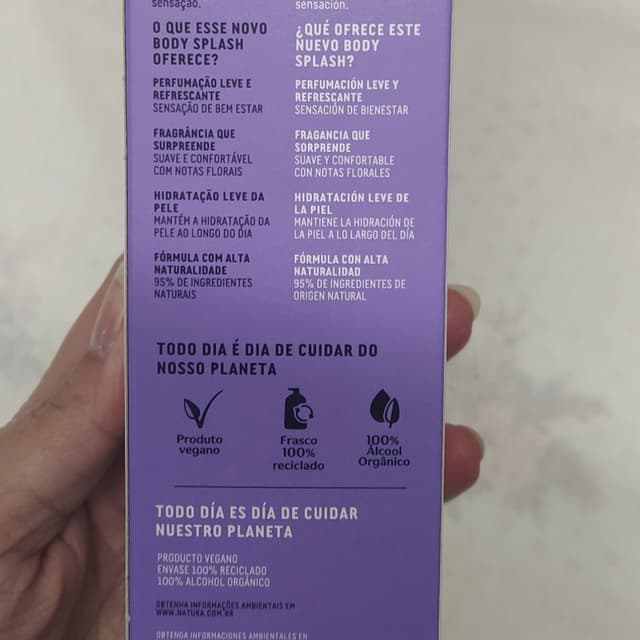 sensação.
O QUE ESSE NOVO
BODY SPLASH
OFERECE?
PERFUMAÇÃO LEVE E
REFRESCANTE
SENSAÇÃO DE BEM ESTAR
FRAGRÂNCIA QUE
SURPREENDE
SUAVE E CONFORTÁVEL
COM NOTAS FLORAIS
HIDRATAÇÃO LEVE DA
PELE
MANTÉM A HIDRATAÇÃO DA
PELE AO LONGO DO DIA
FÓRMULA COM ALTA
NATURALIDADE
95% DE INGREDIENTES
NATURAIS
sensación.
¿QUÉ OFRECE ESTE
NUEVO BODY
SPLASH?
PERFUMACIÓN LEVE Y
REFRESCANTE
SENSACIÓN DE BIENESTAR
FRAGANCIA QUE
SORPRENDE
SUAVE Y CONFORTABLE
CON NOTAS FLORALES
HIDRATACIÓN LEVE DE
LA PIEL
MANTIENE LA HIDRACIÓN DE
LA PIEL A LO LARGO DEL DÍA
FÓRMULA CON ALTA
NATURALIDAD
95% DE INGREDIENTES DE
ORIGEN NATURAL
TODO DIA É DIA DE CUIDAR DO
NOSSO PLANETA
Produto
vegano
Frasco
100%
reciclado
100%
Álcool
Orgânico
TODO DÍA ES DÍA DE CUIDAR
NUESTRO PLANETA
PRODUCTO VEGANO
ENVASE 100% RECICLADO
100% ALCOHOL ORGÁNICO
OBTENHA INFORMAÇÕES AMBIENTAIS EM
WWW.NATURA.COM.BR
OBTENGA INFORMACIONES AMBIENTALES EN